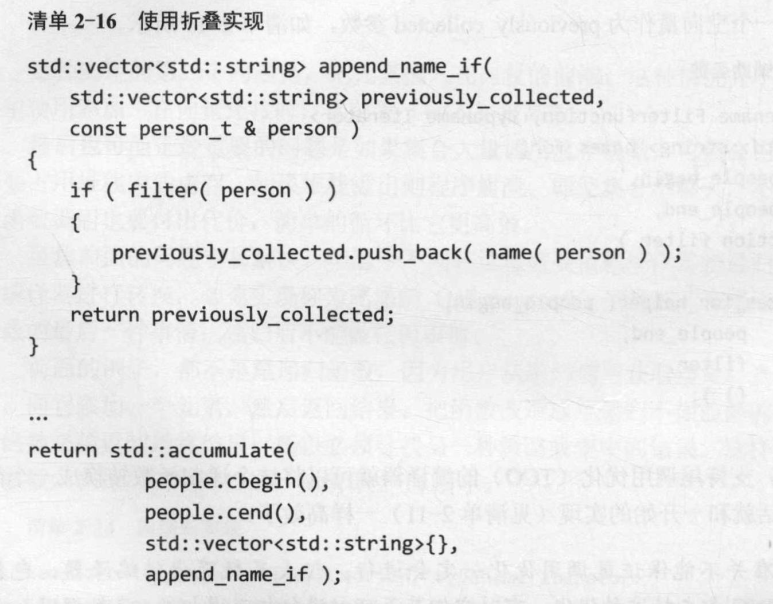 清单 2-16 使用折叠实现
std::vector<std::string> append_name_if(
    std::vector<std::string> previously_collected,
    const person_t & person )
{
    if ( filter( person ) )
    {
        previously_collected.push_back( name( person ) );
    }
    return previously_collected;
}
...
return std::accumulate(
            people.cbegin(),
            people.cend(),
            std::vector<std::string>{},
            append_name_if );